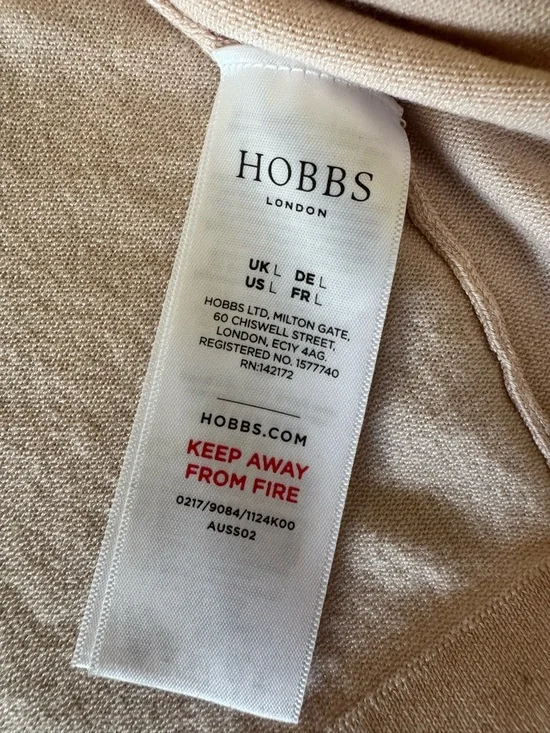 HOBBS
LONDON
UK L DE L
US L FR L
HOBBS LTD, MILTON GATE,
60 CHISWELL STREET,
LONDON, EC1Y 4AG.
REGISTERED NO. 1577740
RN:142172
HOBBS.COM
KEEP AWAY
FROM FIRE
0217/9084/1124K00
AUSS02